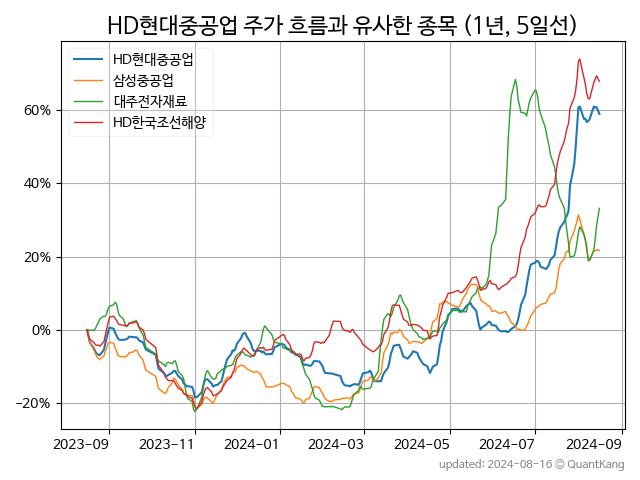 HD현대중공업 주가 흐름과 유사한 종목 (1년, 5일선)
HD현대중공업
삼성중공업
대주전자재료
HD한국조선해양
60%
40%
20%
0%
−20%
2023-09 2023-11 2024-01 2024-03 2024-05 2024-07 2024-09
updated: 2024-08-16 © QuantKang